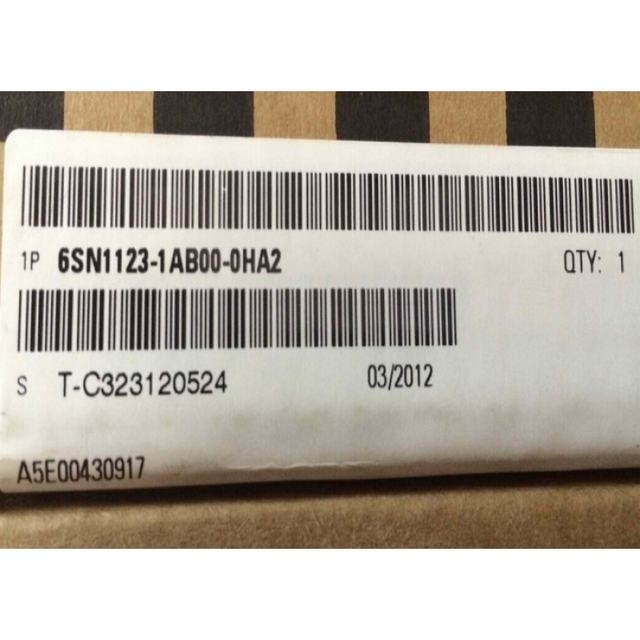 1P 6SN1123-1AB00-0HA2 QTY: 1
S T-C323120524 03/2012
A5E00430917